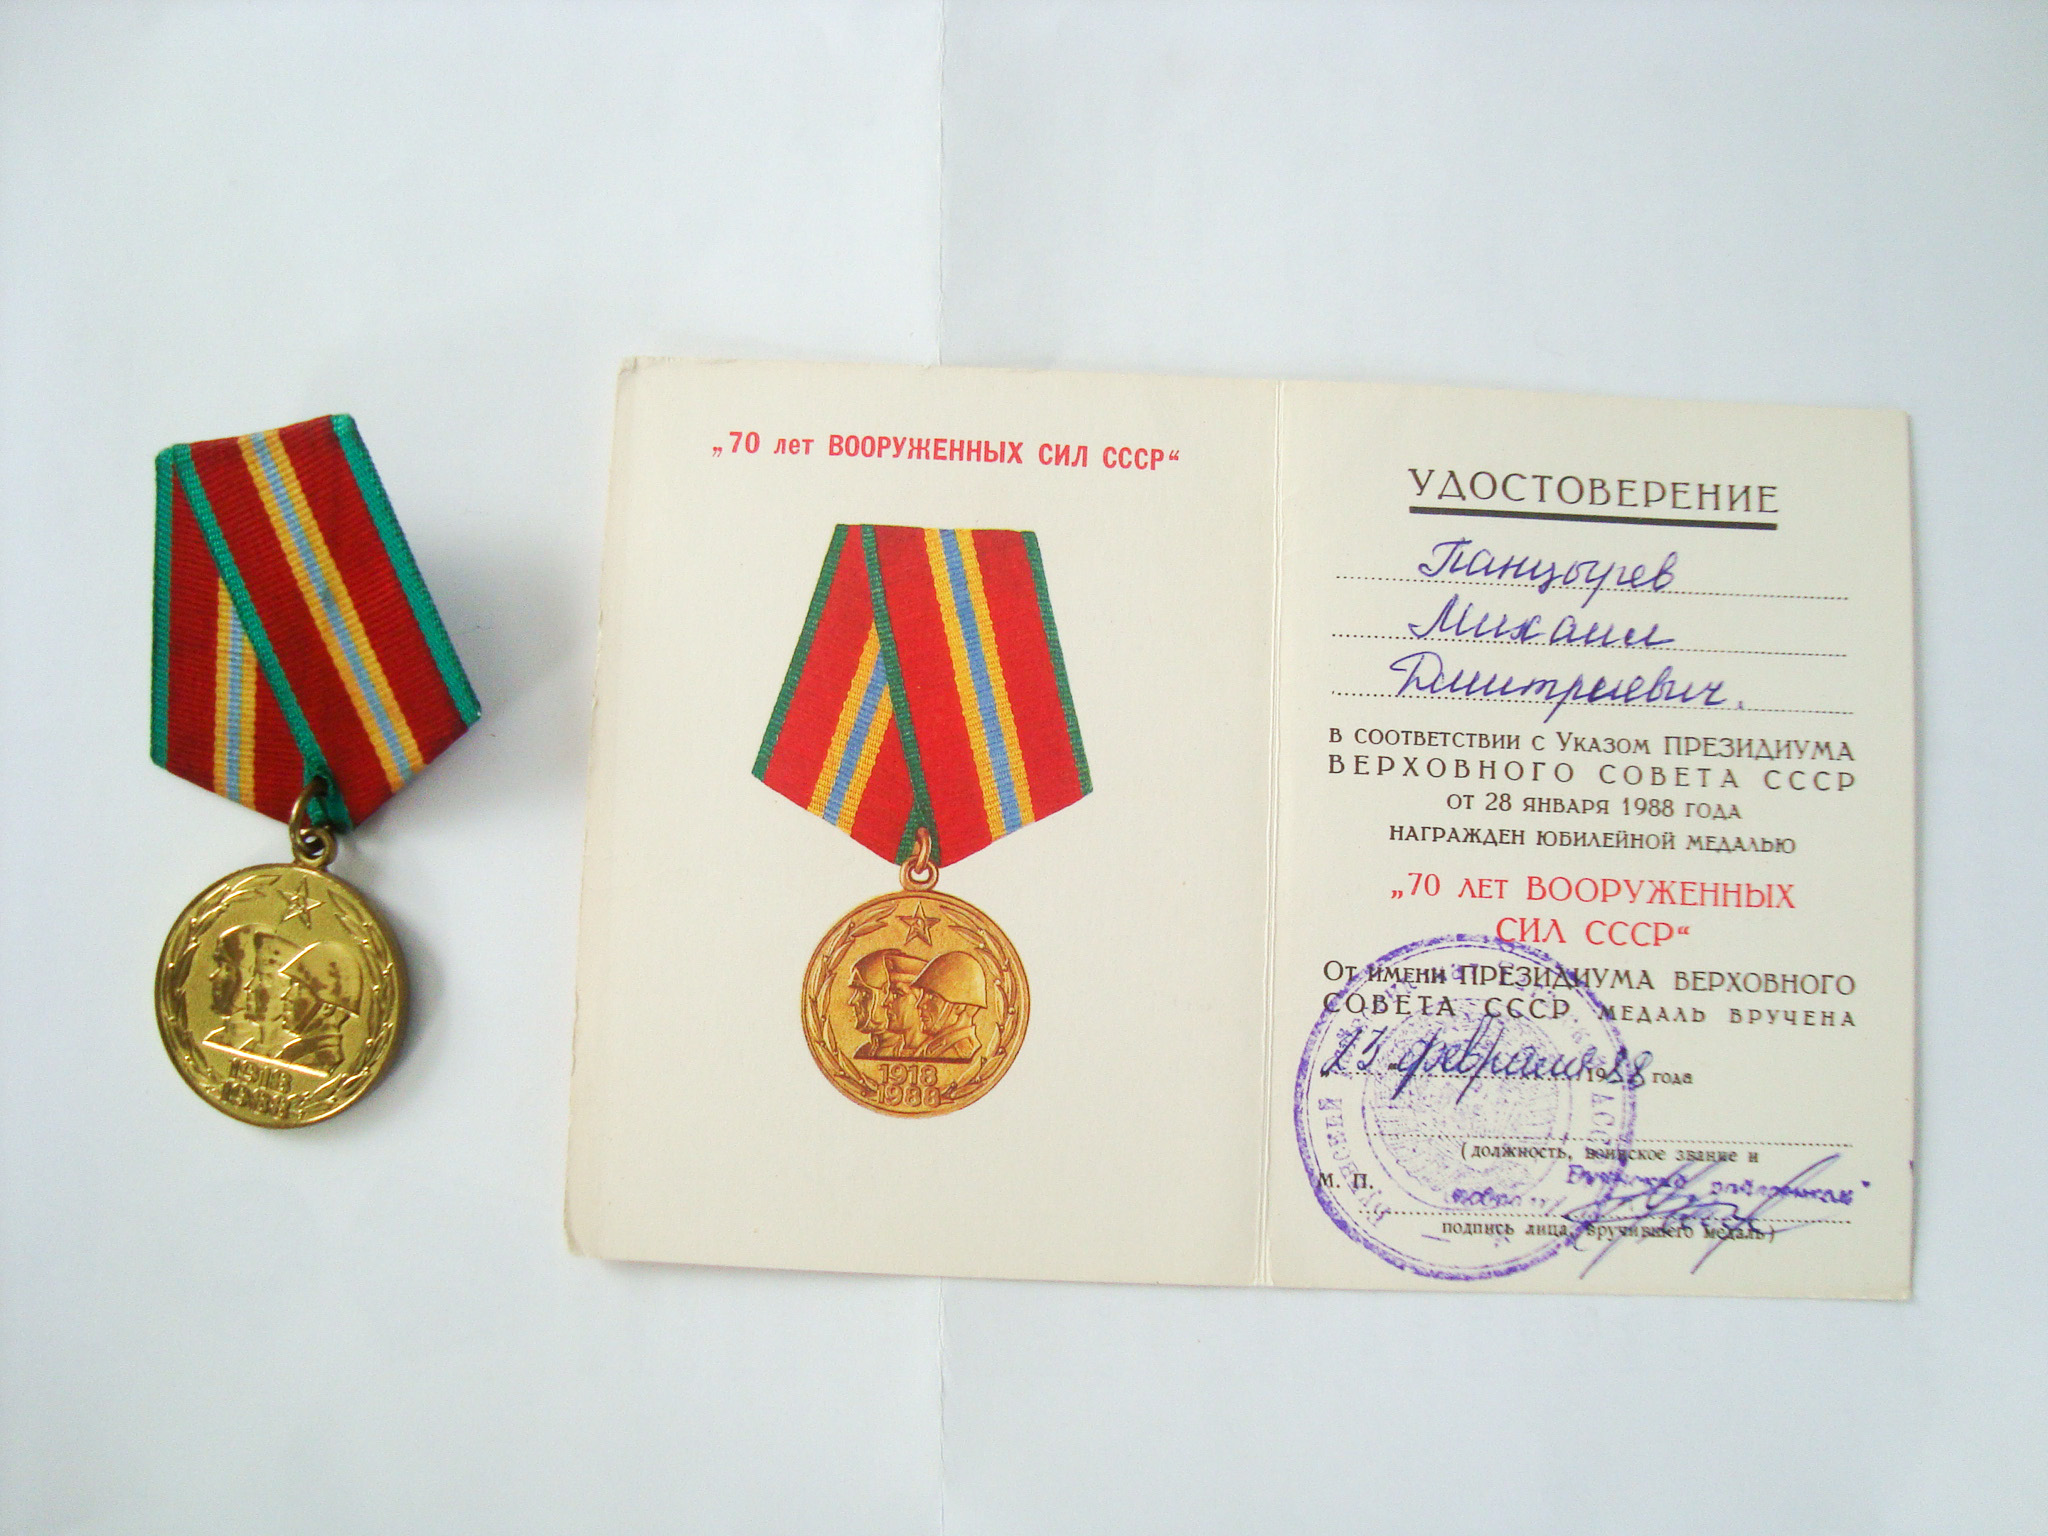 „70 лет ВООРУЖЕННЫХ СИЛ СССР“
1918
1988
1918
УДОСТОВЕРЕНИЕ
Панцырев
Михаил
Дмитриевич.
В СООТВЕТСТВИИ С УКАЗОМ ПРЕЗИДИУМА
ВЕРХОВНОГО СОВЕТА СССР
ОТ 28 ЯНВАРЯ 1988 ГОДА
НАГРАЖДЕН ЮБИЛЕЙНОЙ МЕДАЛЬЮ
„70 ЛЕТ ВООРУЖЕННЫХ
СИЛ СССР“
ОТ ИМЕНИ ПРЕЗИДИУМА ВЕРХОВНОГО
СОВЕТА СССР МЕДАЛЬ ВРУЧЕНА
„23 февраля 1988 года
(должность, воинское звание и
М. П.
подпись лица, вручившего медаль)